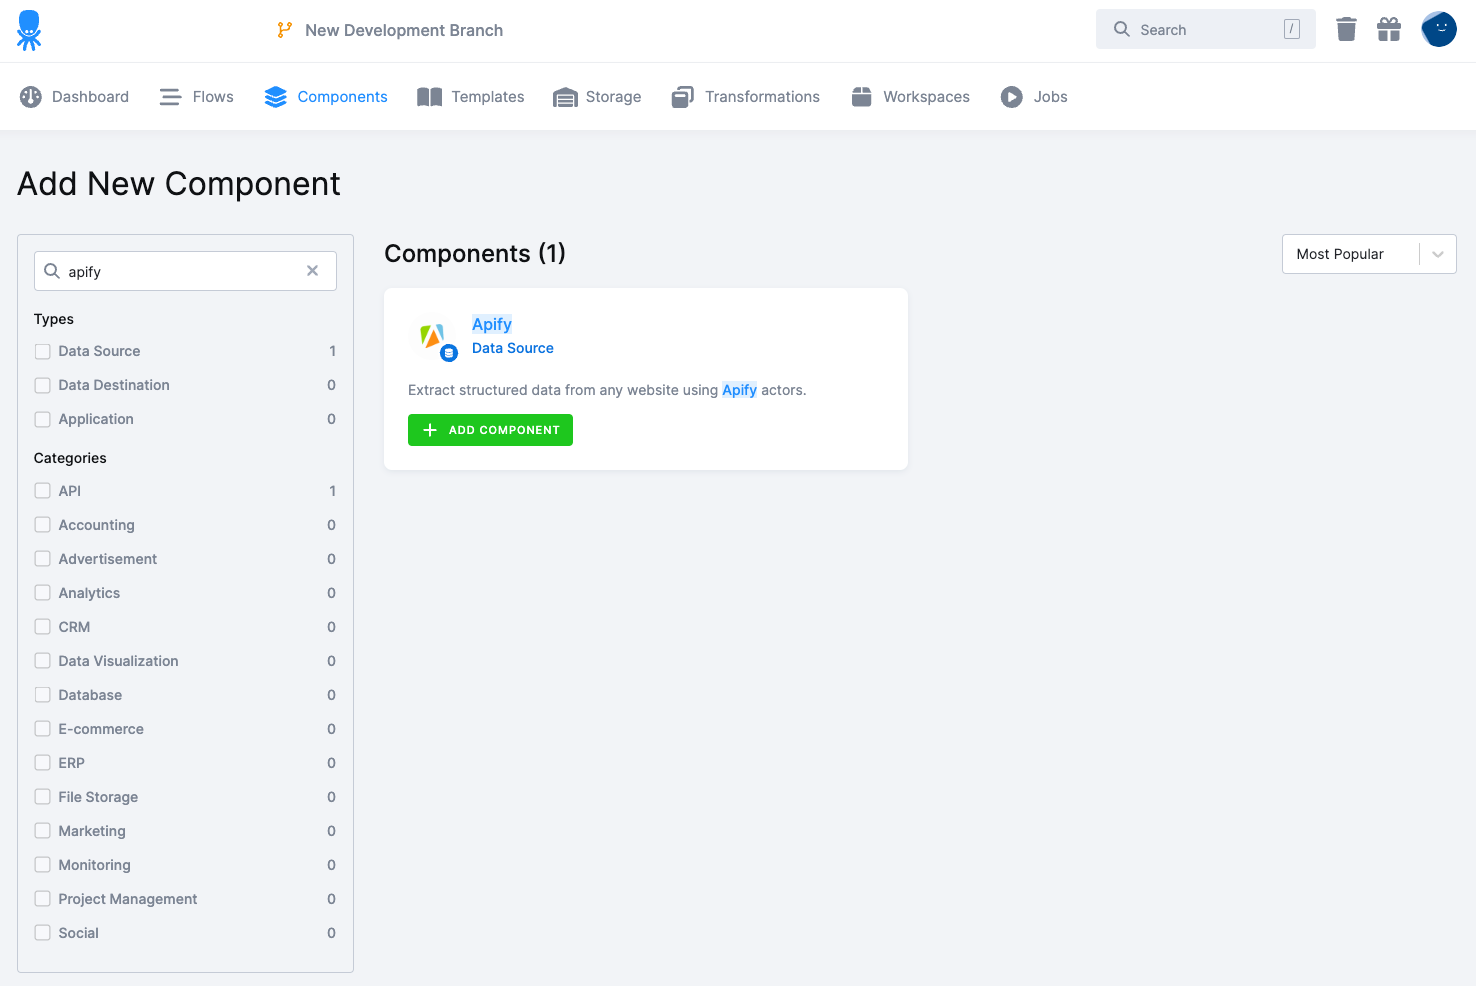 New Development Branch
Search /
Dashboard Flows Components Templates Storage Transformations Workspaces Jobs
Add New Component
apify
Types
Data Source 1
Data Destination 0
Application 0
Categories
API 1
Accounting 0
Advertisement 0
Analytics 0
CRM 0
Data Visualization 0
Database 0
E-commerce 0
ERP 0
File Storage 0
Marketing 0
Monitoring 0
Project Management 0
Social 0
Components (1)
Most Popular
Apify
Data Source
Extract structured data from any website using Apify actors.
ADD COMPONENT